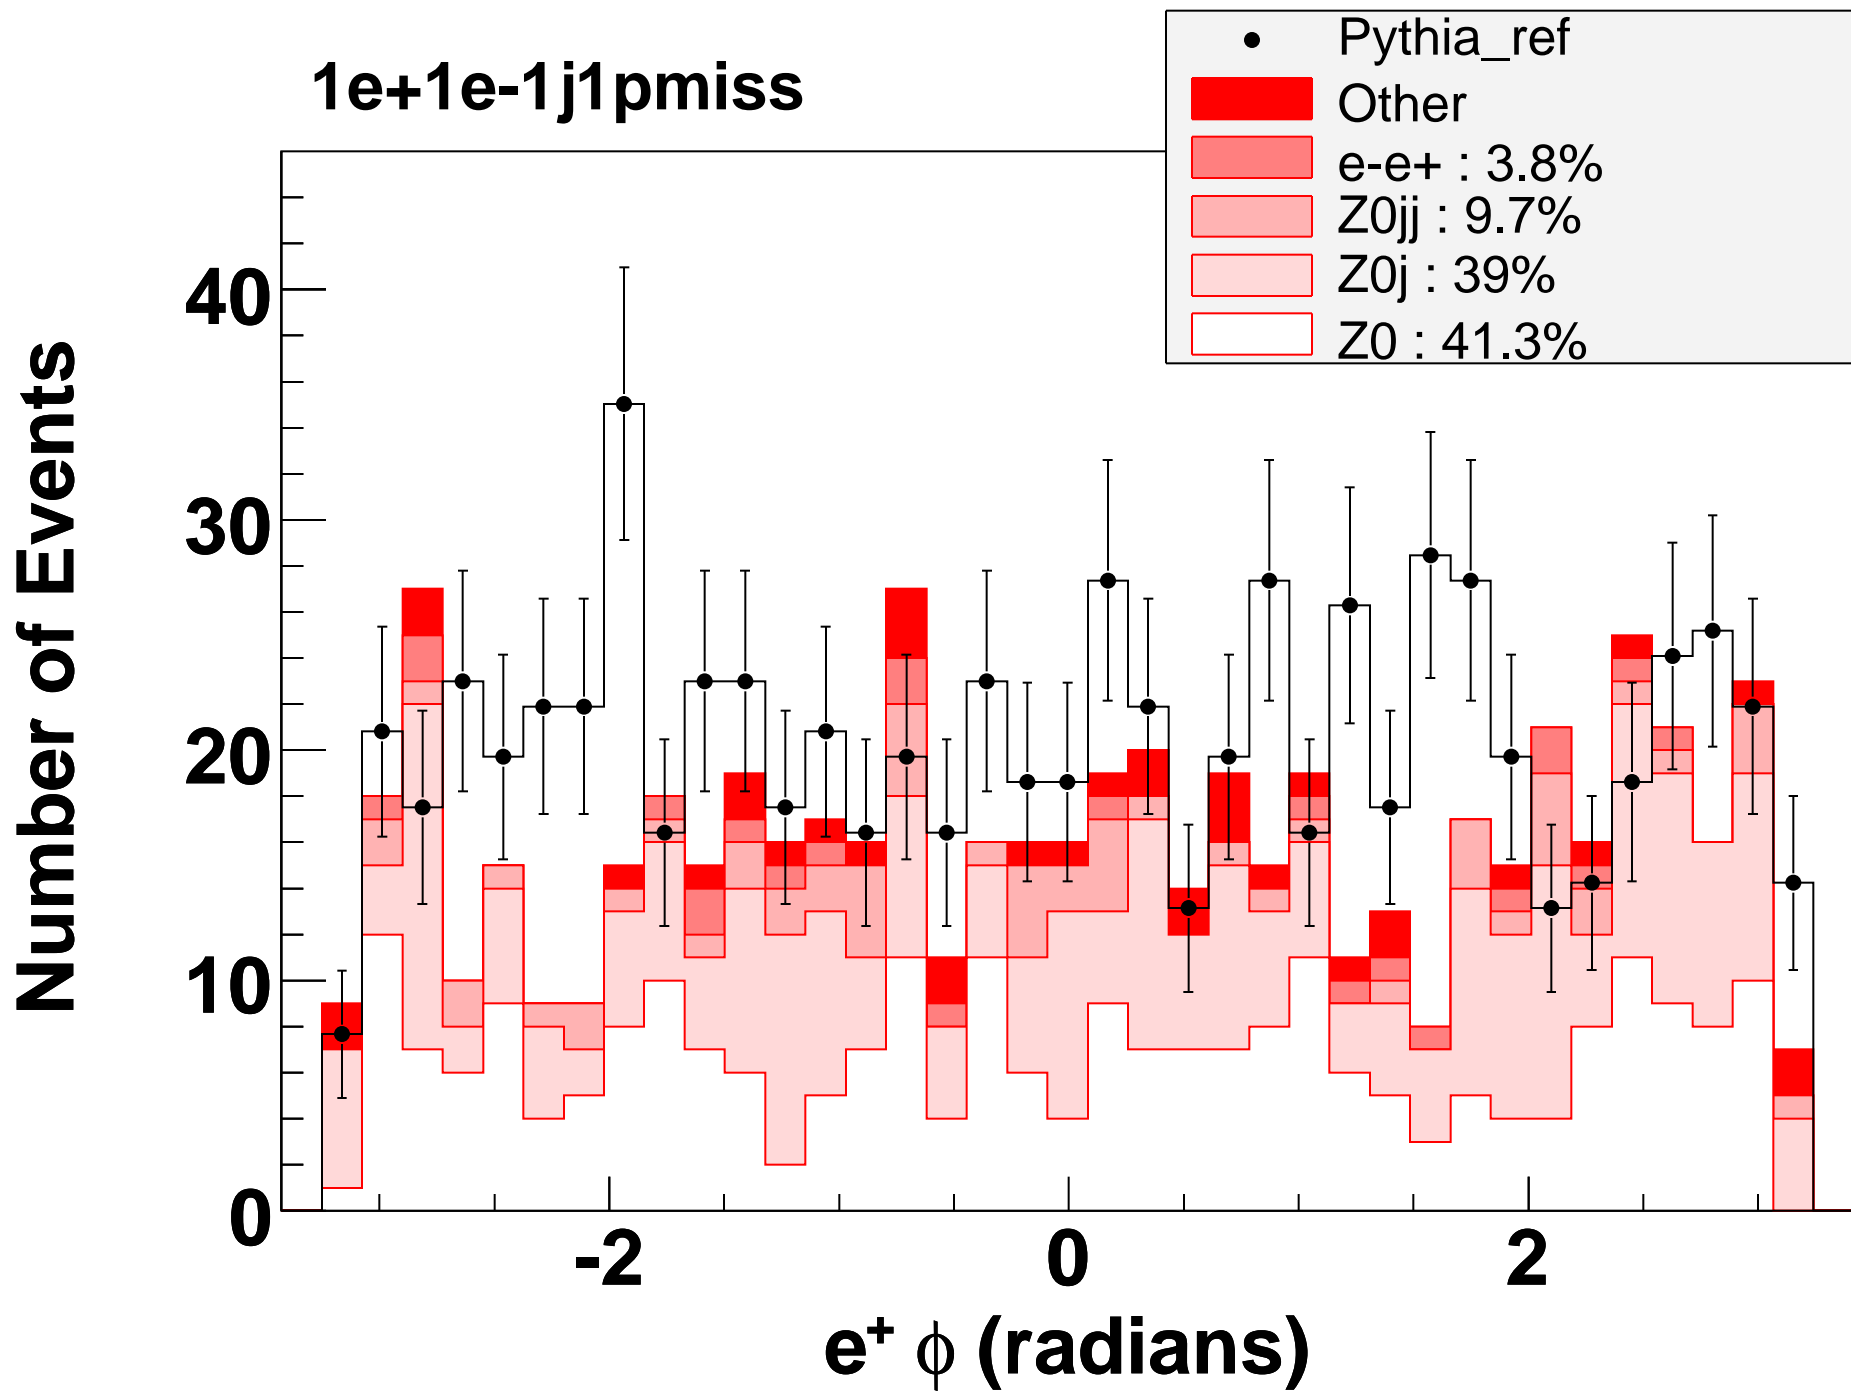 1e+1e-1j1pmiss
Pythia_ref
Other
e-e+ : 3.8%
Z0jj : 9.7%
Z0j : 39%
Z0 : 41.3%
Number of Events
40
30
20
10
0
-2 0 2
e⁺ ϕ (radians)